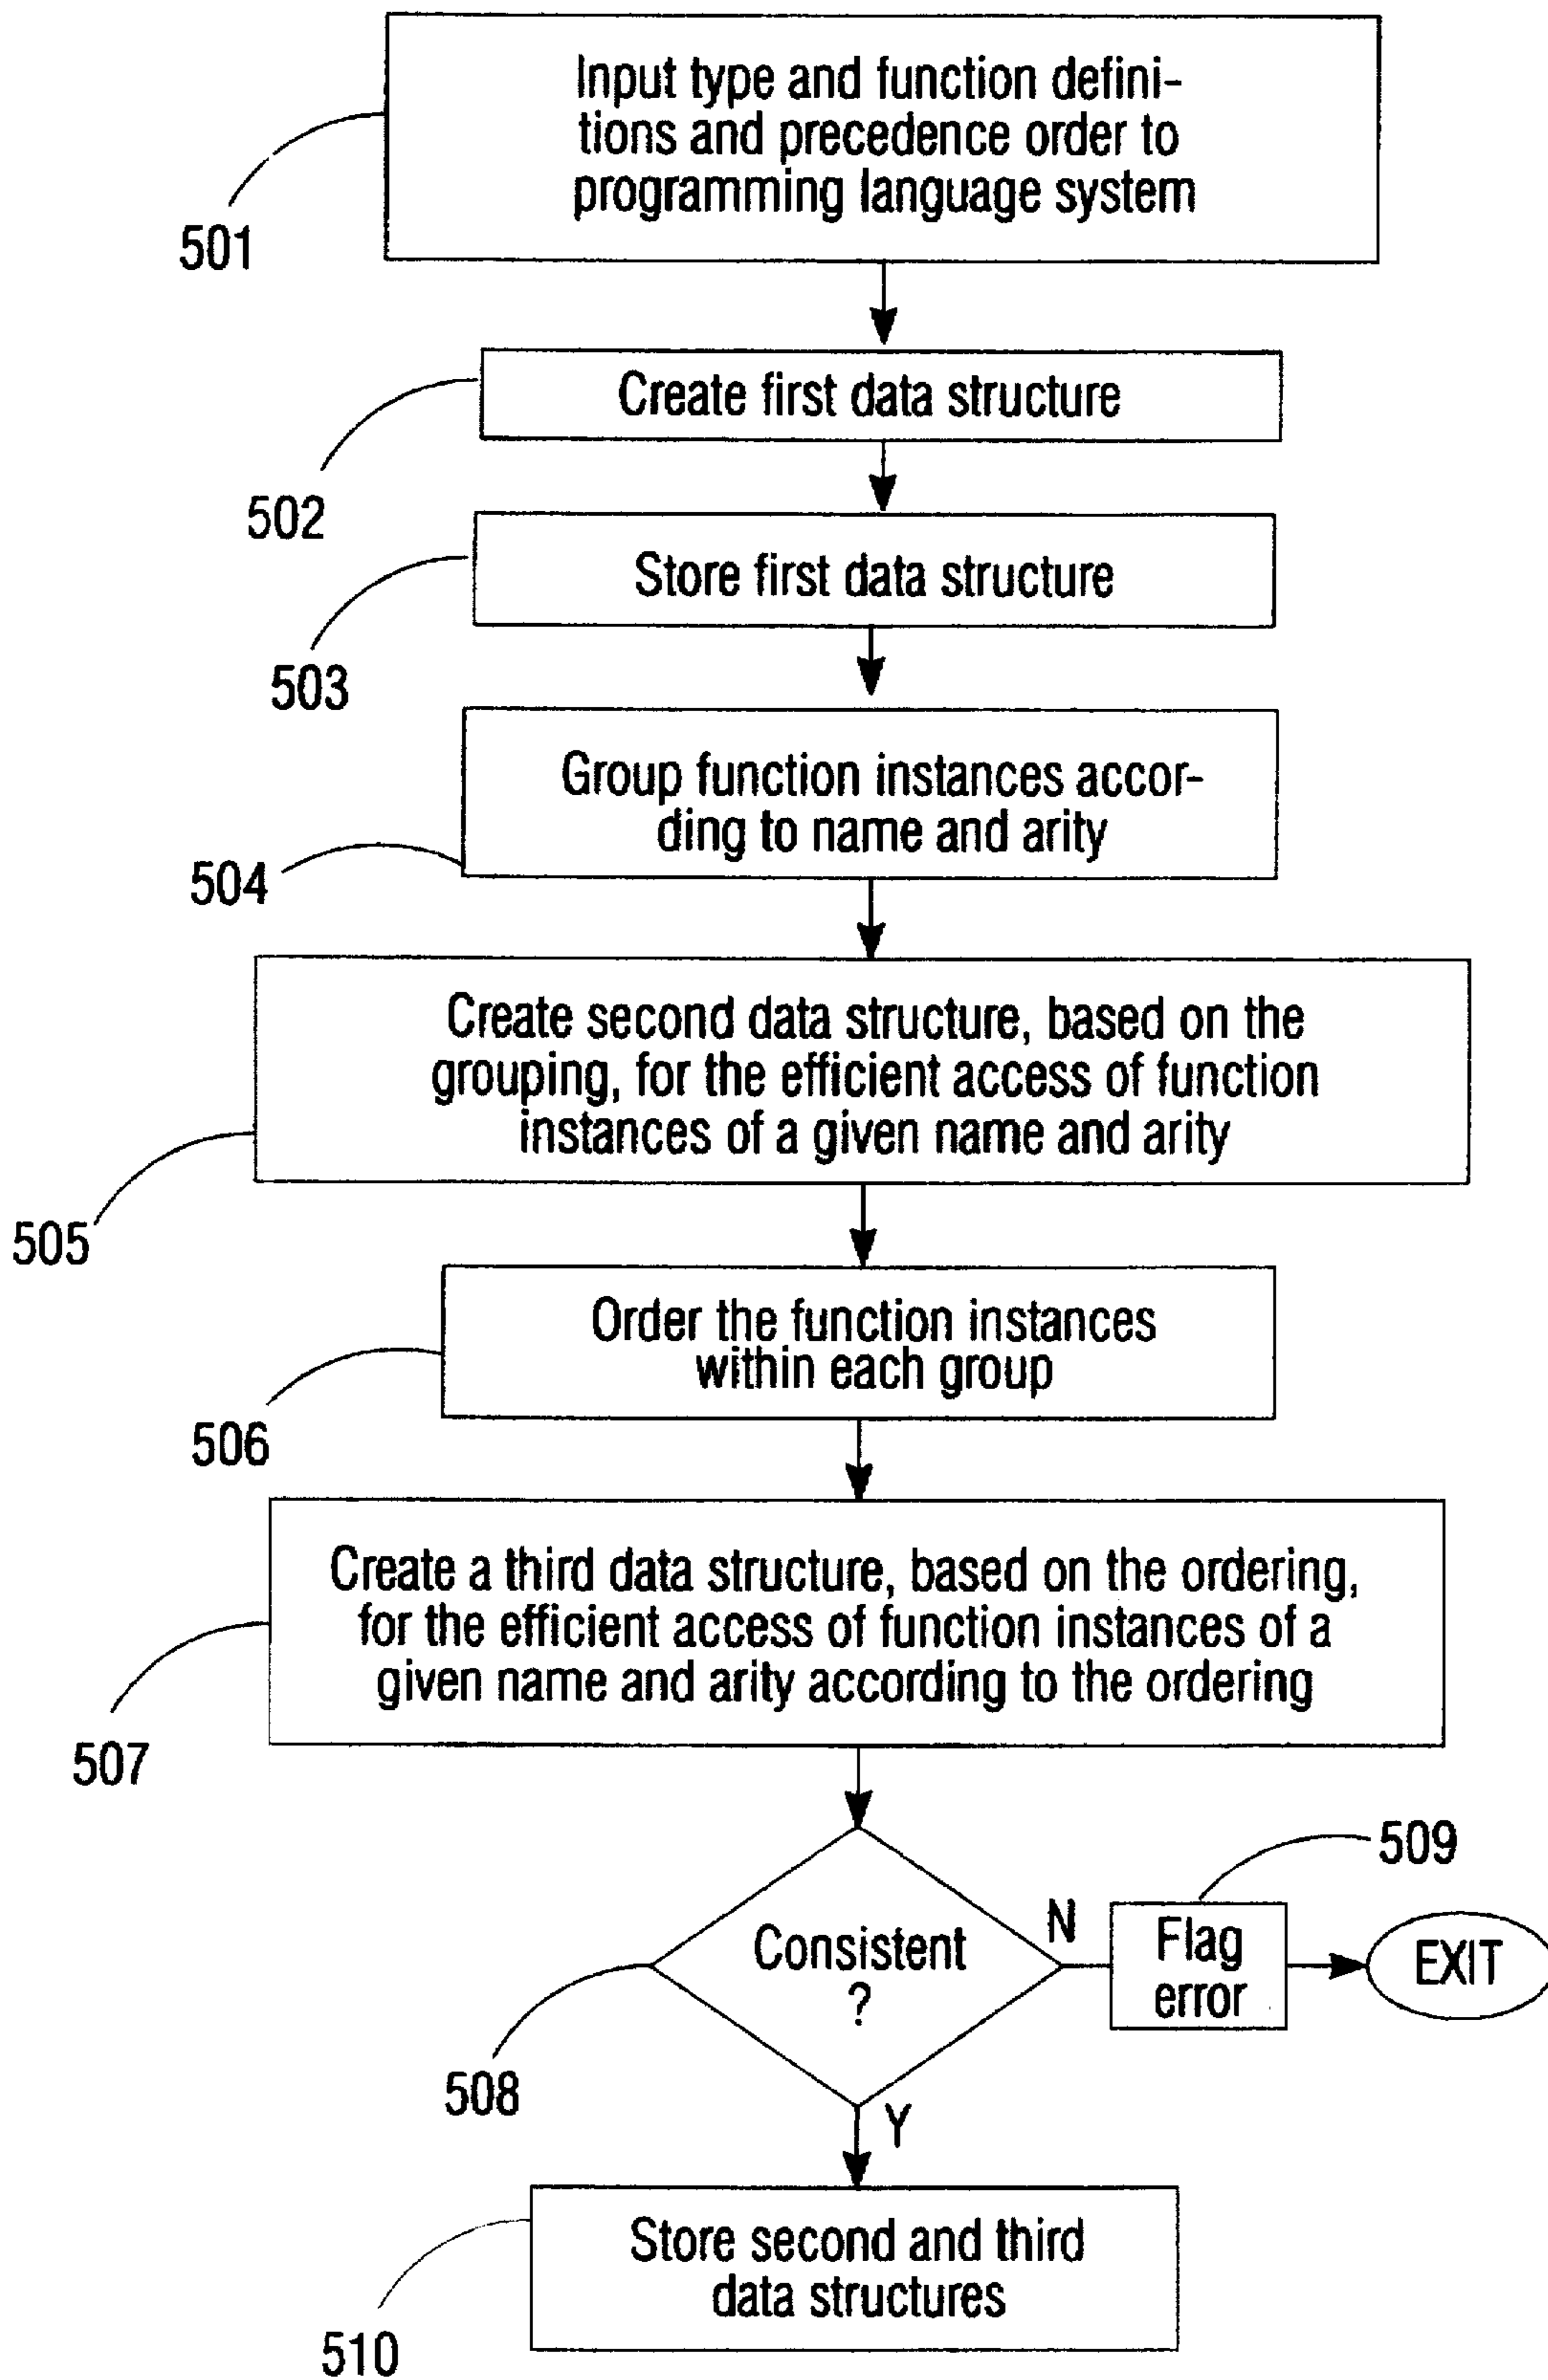 Input type and function defini-
tions and precedence order to
programming language system
501
Create first data structure
502
Store first data structure
503
Group function instances accor-
ding to name and arity
504
Create second data structure, based on the
grouping, for the efficient access of function
instances of a given name and arity
505
Order the function instances
within each group
506
Create a third data structure, based on the ordering,
for the efficient access of function instances of a
given name and arity according to the ordering
507
509
Consistent
?
N
Flag
error
EXIT
508
Y
Store second and third
data structures
510